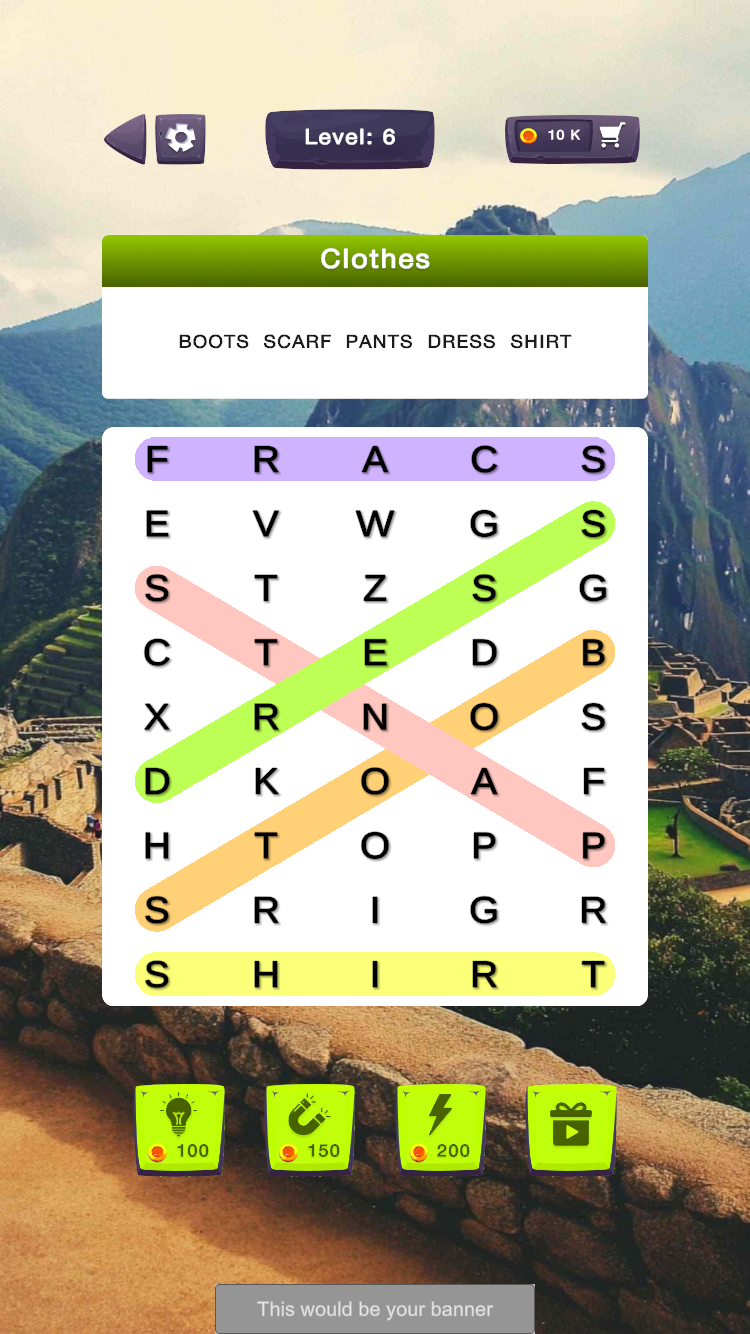 Level: 6
10 K
Clothes
BOOTS SCARF PANTS DRESS SHIRT
F R A C S
E V W G S
S T Z S G
C T E D B
X R N O S
D K O A F
H T O P P
S R I G R
S H I R T
100 150 200
This would be your banner